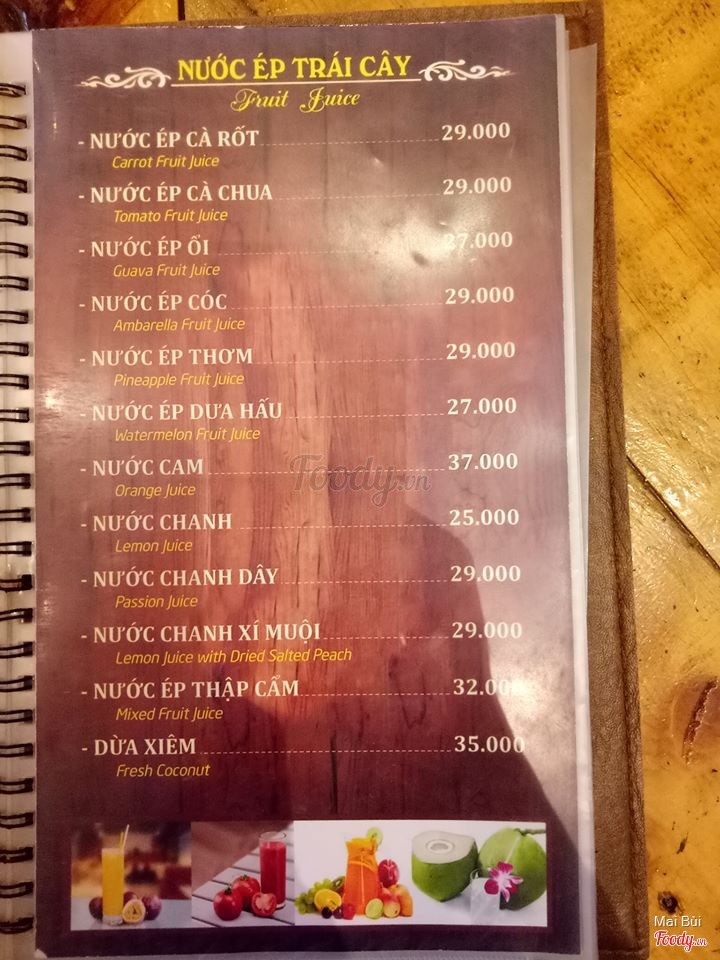 NƯỚC ÉP TRÁI CÂY
Fruit Juice
- NƯỚC ÉP CÀ RỐT 29.000
Carrot Fruit Juice
- NƯỚC ÉP CÀ CHUA 29.000
Tomato Fruit Juice
- NƯỚC ÉP ỔI 27.000
Guava Fruit Juice
- NƯỚC ÉP CÓC 29.000
Ambarella Fruit Juice
- NƯỚC ÉP THƠM 29.000
Pineapple Fruit Juice
- NƯỚC ÉP DƯA HẤU 27.000
Watermelon Fruit Juice
- NƯỚC CAM 37.000
Orange Juice
- NƯỚC CHANH 25.000
Lemon Juice
- NƯỚC CHANH DÂY 29.000
Passion Juice
- NƯỚC CHANH XÍ MUỘI 29.000
Lemon Juice with Dried Salted Peach
- NƯỚC ÉP THẬP CẨM 32.000
Mixed Fruit Juice
- DỪA XIÊM 35.000
Fresh Coconut
Foody.vn
Mai Bùi
Foody.vn